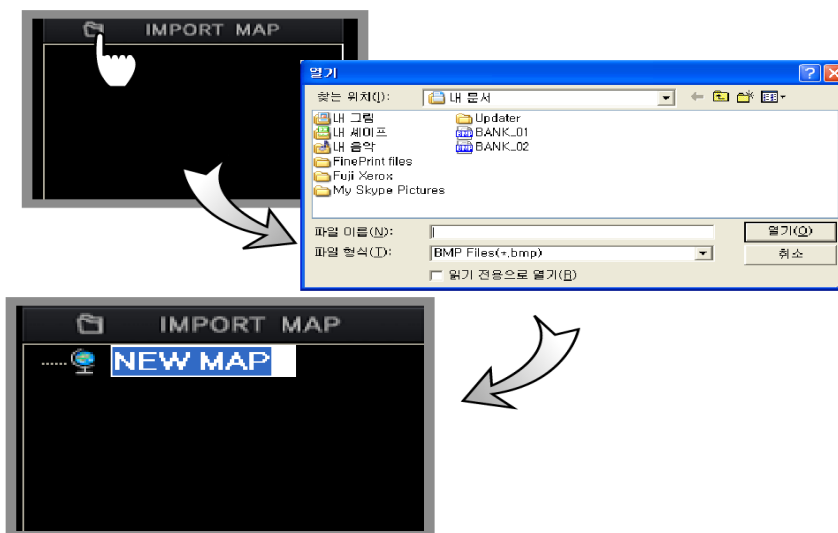 IMPORT MAP
열기
찾는 위치(I):
내 문서
내 그림
내 셰이프
내 음악
FinePrint files
Fuji Xerox
My Skype Pictures
Updater
BANK_01
BANK_02
파일 이름(N):
열기(O)
파일 형식(T):
BMP Files(*.bmp)
취소
읽기 전용으로 열기(R)
IMPORT MAP
NEW MAP